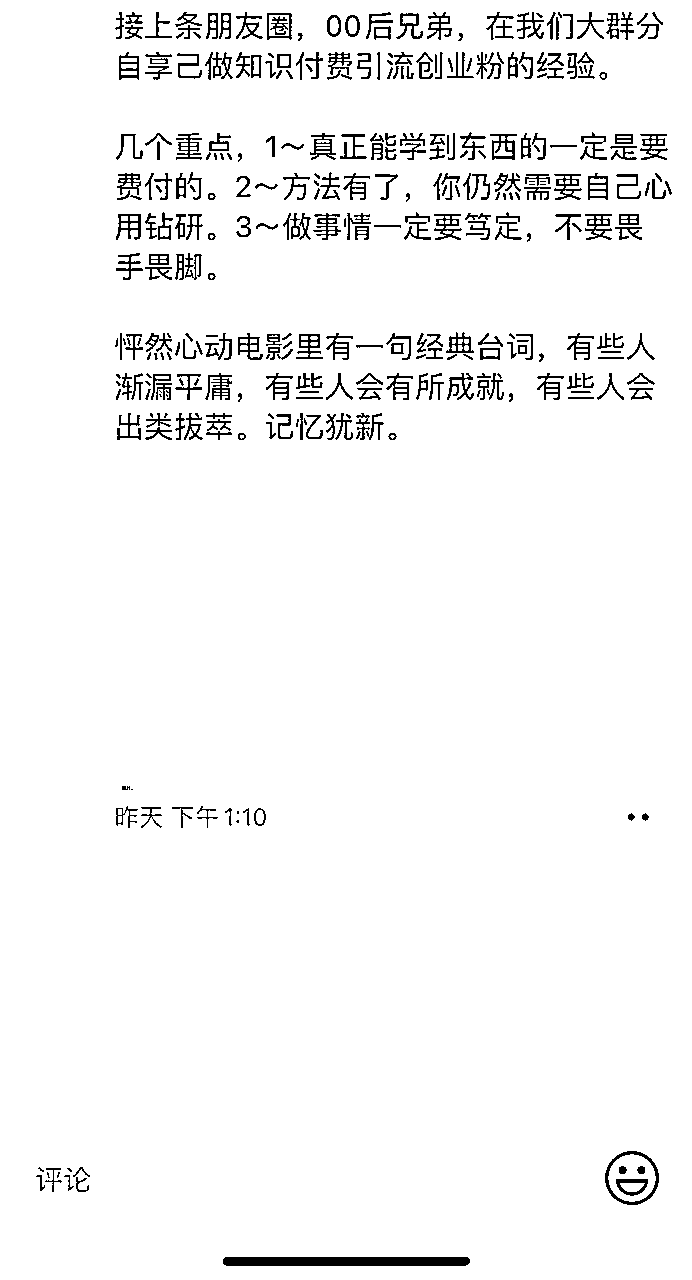 接上条朋友圈，00后兄弟，在我们大群分
自享己做知识付费引流创业粉的经验。
几个重点，1～真正能学到东西的一定是要
费付的。2～方法有了，你仍然需要自己心
用钻研。3～做事情一定要笃定，不要畏
手畏脚。
怦然心动电影里有一句经典台词，有些人
渐漏平庸，有些人会有所成就，有些人会
出类拔萃。记忆犹新。
昨天 下午 1:10
评论